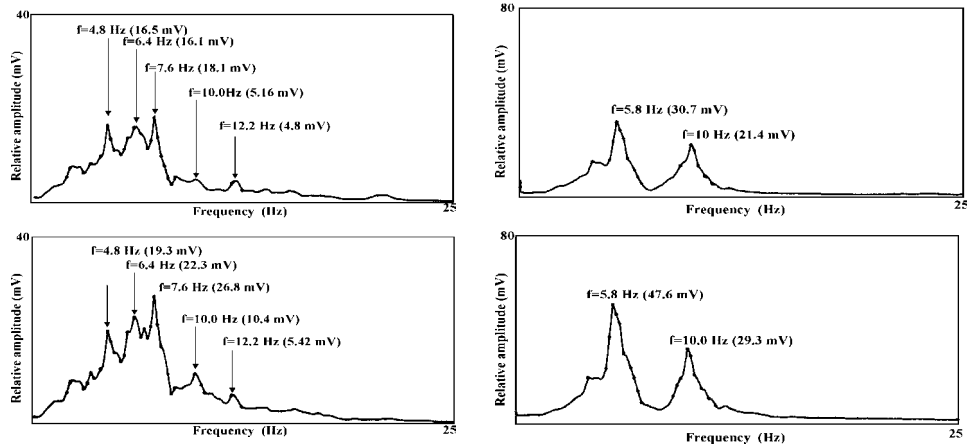 40
f=4.8 Hz (16.5 mV)
f=6.4 Hz (16.1 mV)
f=7.6 Hz (18.1 mV)
f=10.0Hz (5.16 mV)
f=12.2 Hz (4.8 mV)
Relative amplitude (mV)
Frequency (Hz)
25
80
f=5.8 Hz (30.7 mV)
f=10 Hz (21.4 mV)
Relative amplitude (mV)
Frequency (Hz)
25
40
f=4.8 Hz (19.3 mV)
f=6.4 Hz (22.3 mV)
f=7.6 Hz (26.8 mV)
f=10.0 Hz (10.4 mV)
f=12.2 Hz (5.42 mV)
Relative amplitude (mV)
Frequency (Hz)
25
80
f=5.8 Hz (47.6 mV)
f=10.0 Hz (29.3 mV)
Relative amplitude (mV)
Frequency (Hz)
25